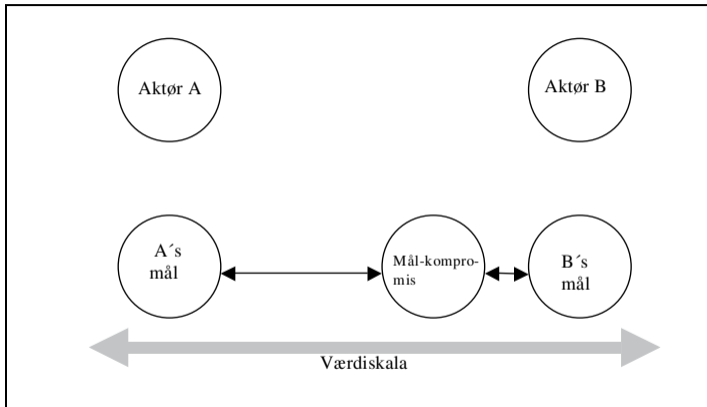 Aktør A
Aktør B
A´s
mål
Mål-kompro-
mis
B´s
mål
Værdiskala